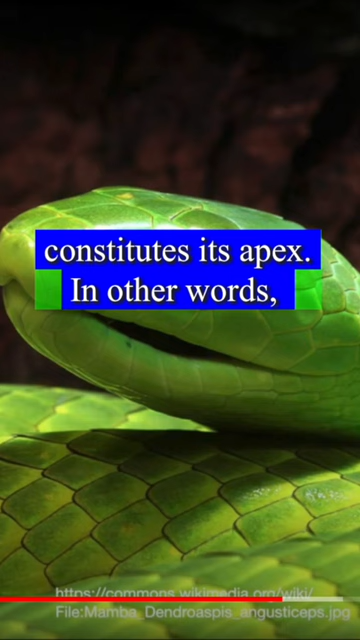 constitutes its apex.
In other words,
https://commons.wikimedia.org/wiki/
File:Mamba_Dendroaspis_angusticeps.jpg